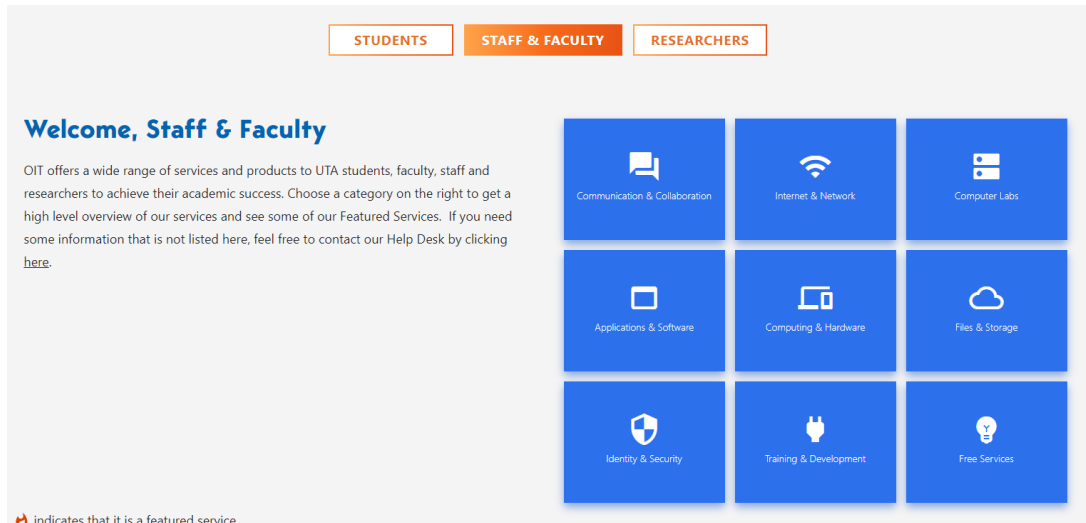 STUDENTS
STAFF & FACULTY
RESEARCHERS
Welcome, Staff & Faculty
OIT offers a wide range of services and products to UTA students, faculty, staff and
researchers to achieve their academic success. Choose a category on the right to get a
high level overview of our services and see some of our Featured Services.  If you need
some information that is not listed here, feel free to contact our Help Desk by clicking
here.
Communication & Collaboration
Internet & Network
Computer Labs
Applications & Software
Computing & Hardware
Files & Storage
Identity & Security
Training & Development
Free Services
indicates that it is a featured service